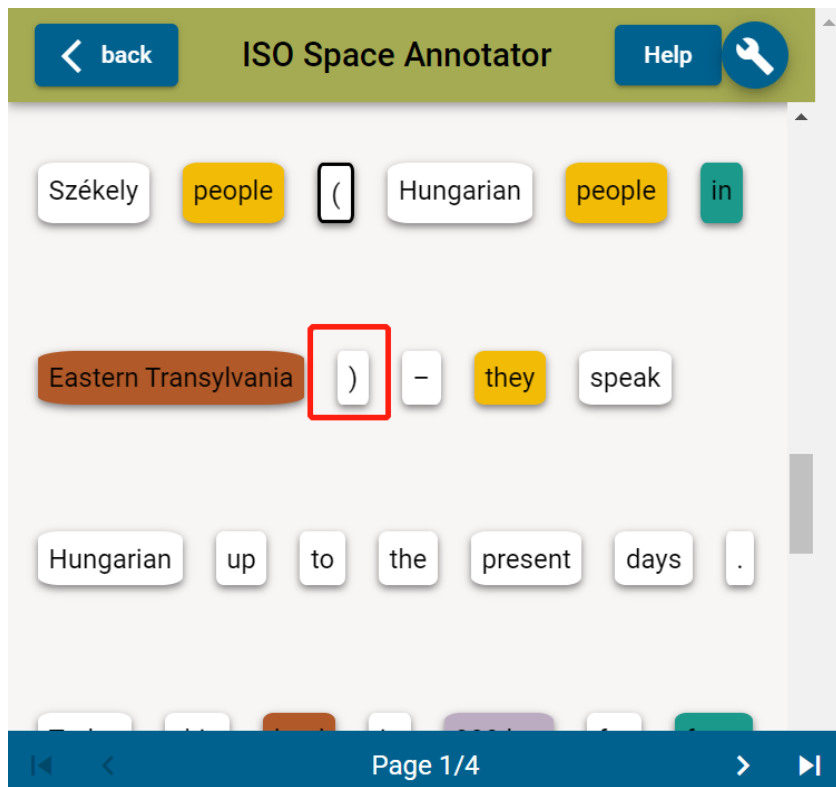 back ISO Space Annotator Help
Székely people ( Hungarian people in
Eastern Transylvania ) – they speak
Hungarian up to the present days .
Page 1/4